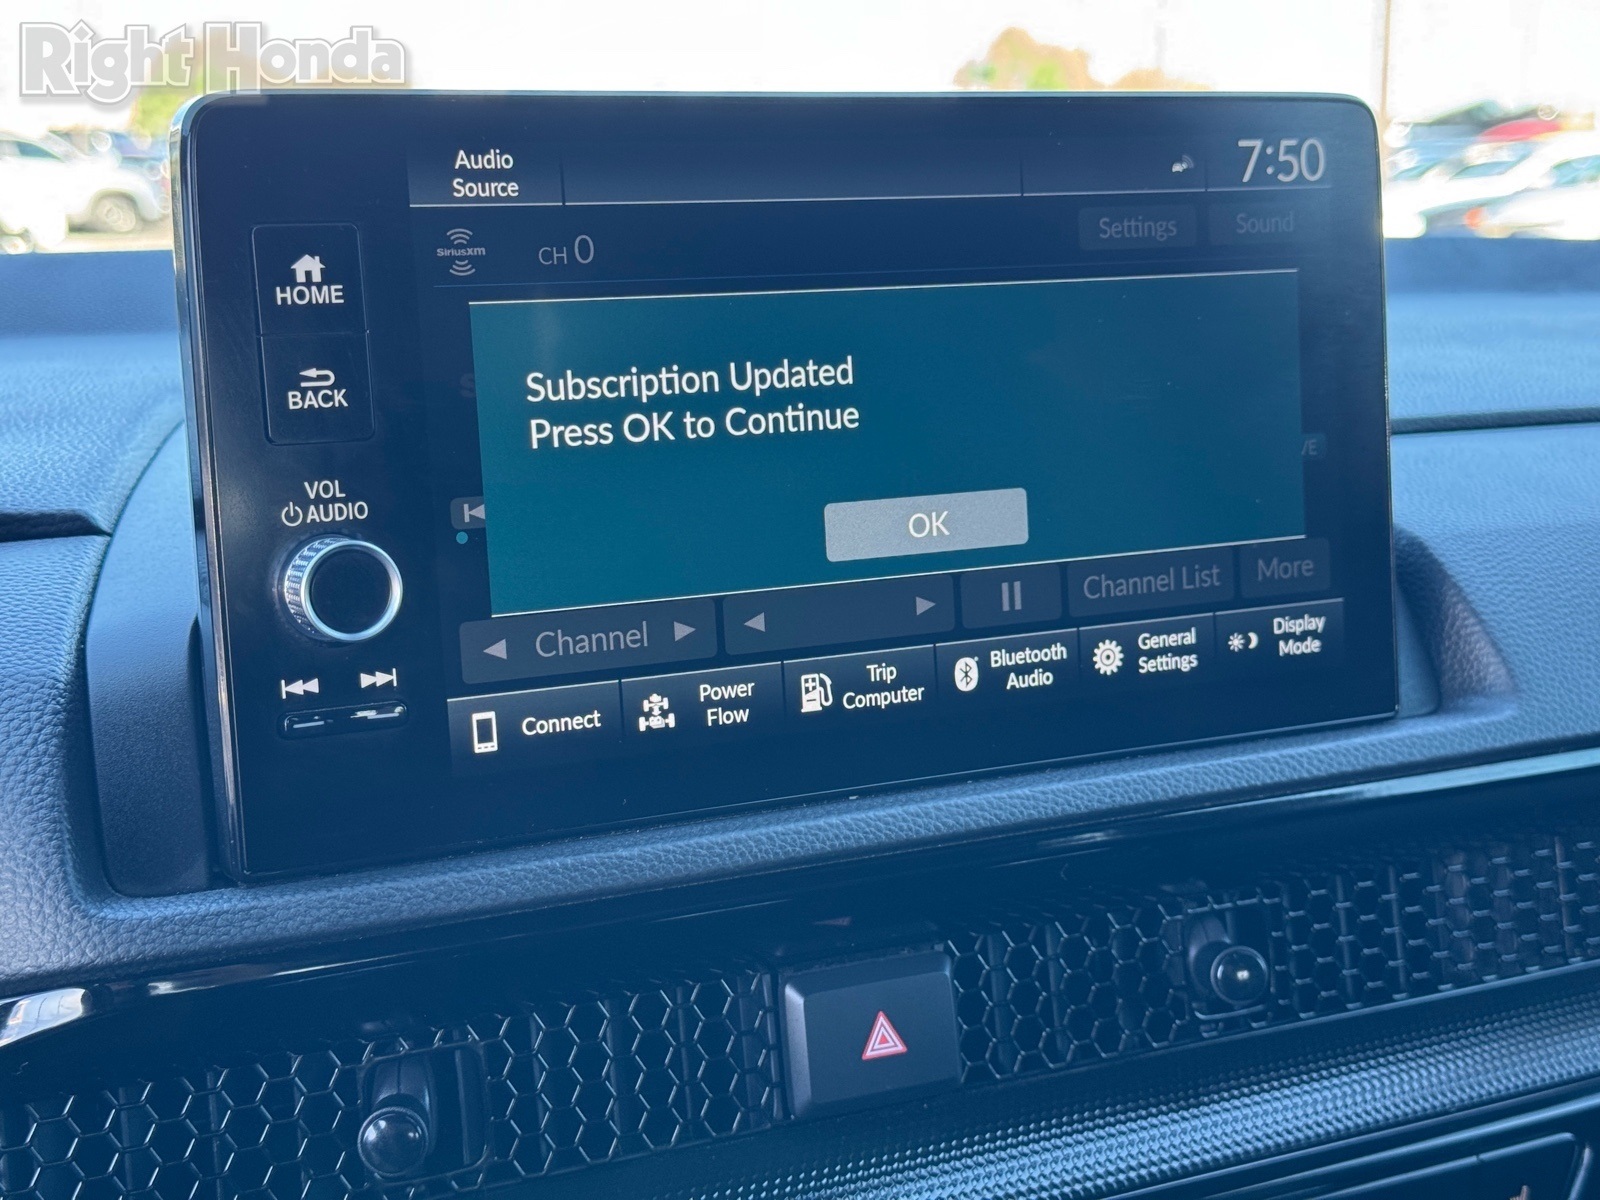 Right Honda
Audio
Source
7:50
SiriusXM
CH 0
Settings
Sound
HOME
BACK
Subscription Updated
Press OK to Continue
OK
VOL
AUDIO
Channel
Channel List
More
Connect
Power
Flow
Trip
Computer
Bluetooth
Audio
General
Settings
Display
Mode